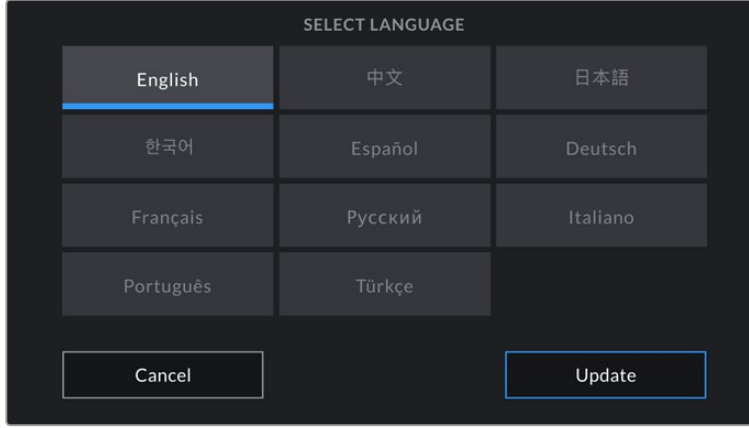 SELECT LANGUAGE
English
中文
日本語
한국어
Español
Deutsch
Français
Русский
Italiano
Português
Türkçe
Cancel
Update